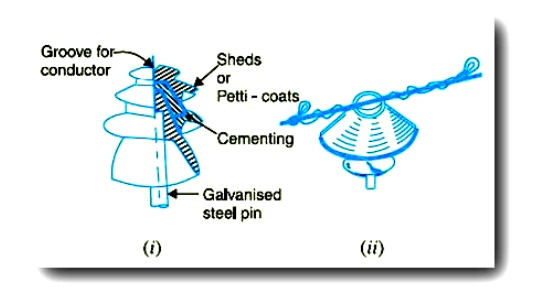 Groove for
conductor
Sheds
or
Petti - coats
Cementing
Galvanised
steel pin
(i)
(ii)